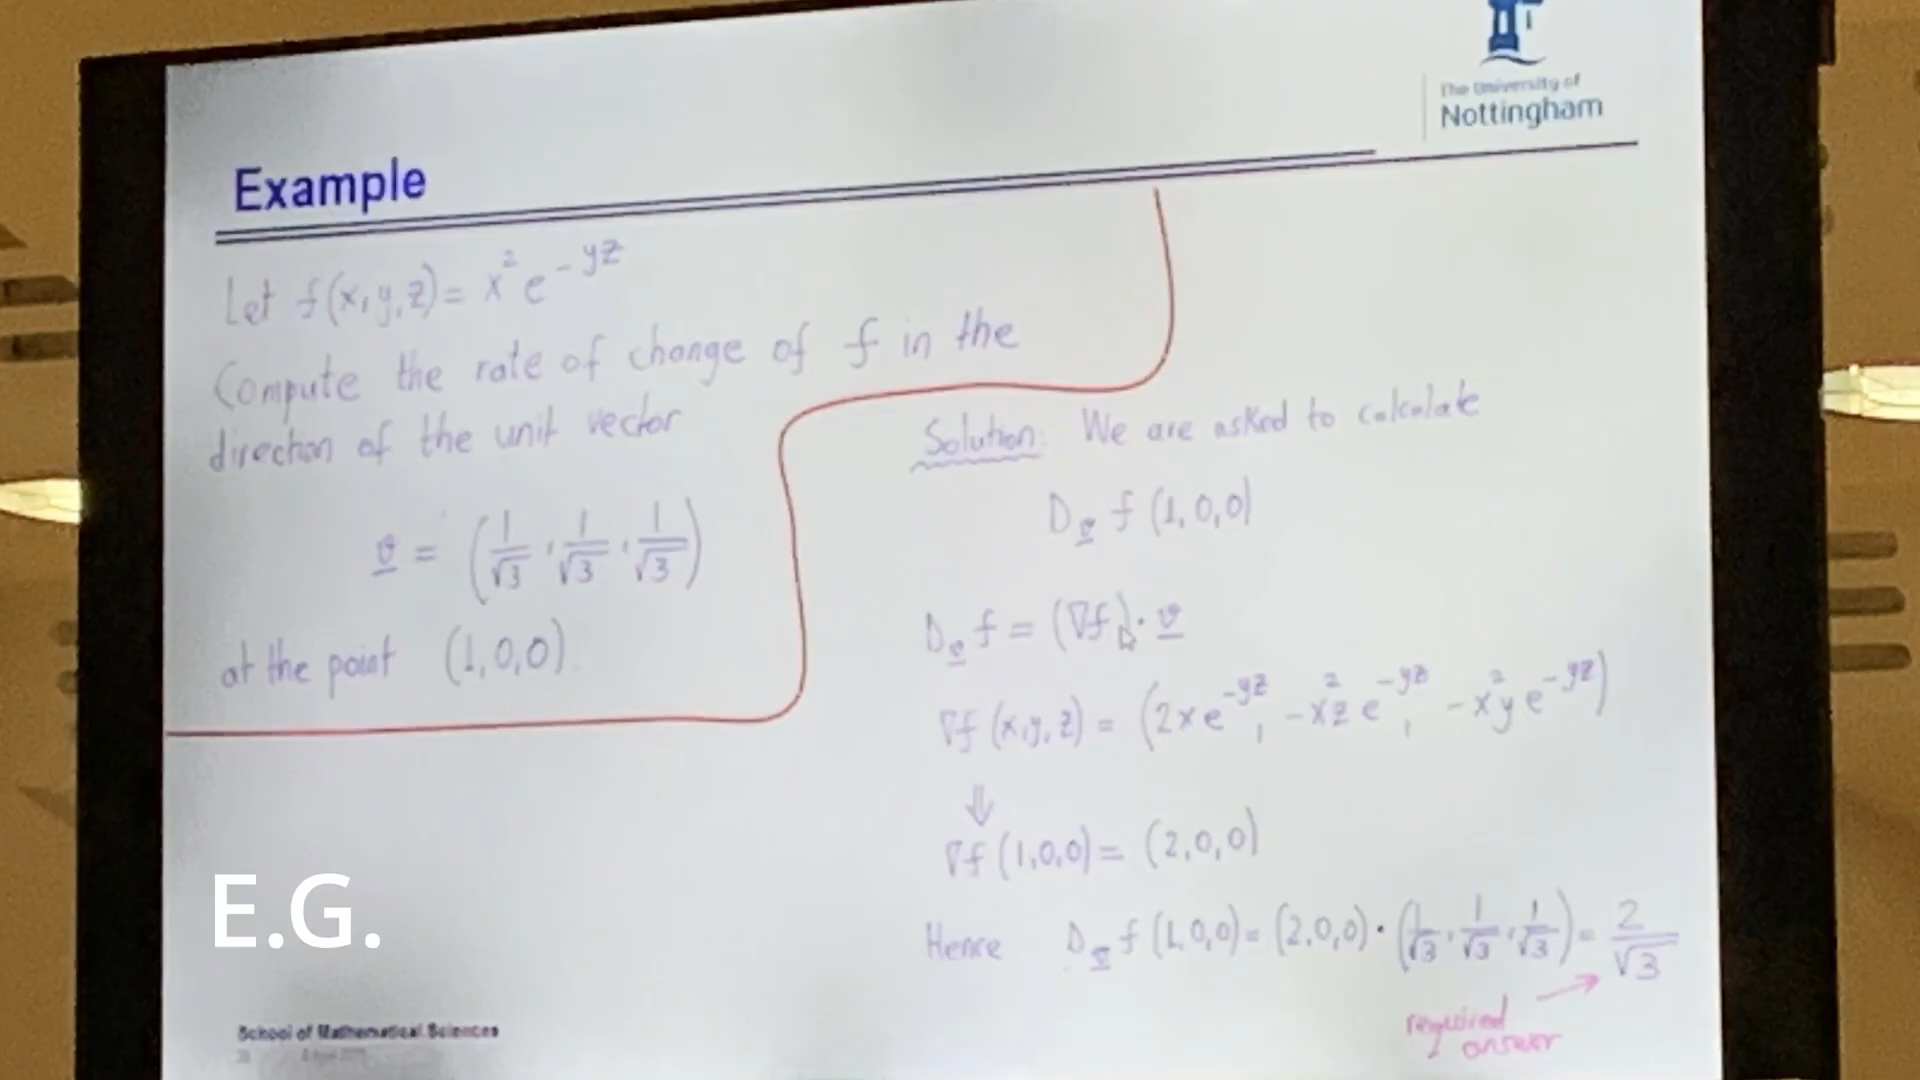 The University of
Nottingham
Example
Let f(x,y,z) = x² e^{-yz}
Compute the rate of change of f in the
direction of the unit vector
v = (1/√3, 1/√3, 1/√3)
at the point (1,0,0)
Solution: We are asked to calculate
D_v f (1,0,0)
D_v f = (∇f) · v
∇f (x,y,z) = (2xe^{-yz}, -x²z e^{-yz}, -x²y e^{-yz})
⇓
∇f (1,0,0) = (2,0,0)
Hence D_v f (1,0,0) = (2,0,0) · (1/√3, 1/√3, 1/√3) = 2/√3
required
answer
E.G.
School of Mathematical Sciences